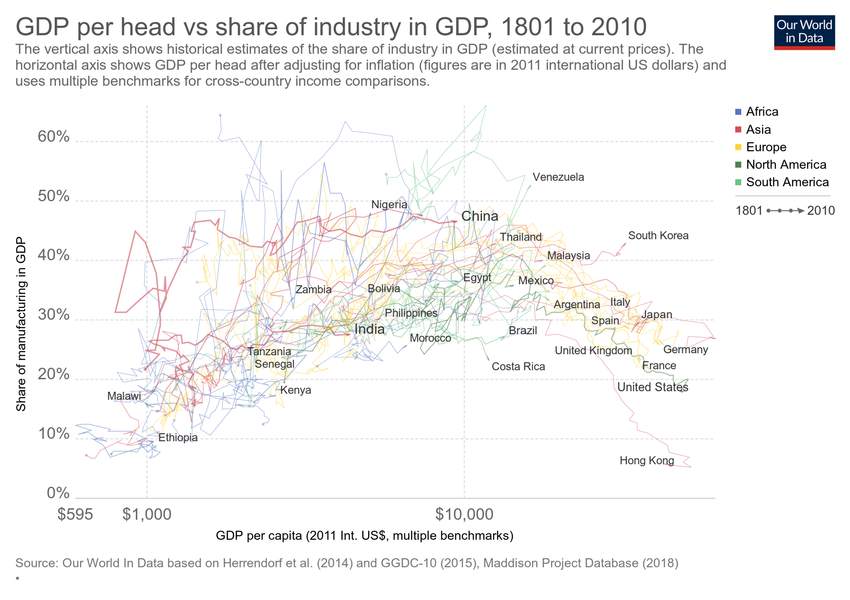 GDP per head vs share of industry in GDP, 1801 to 2010
Our World
in Data
The vertical axis shows historical estimates of the share of industry in GDP (estimated at current prices). The
horizontal axis shows GDP per head after adjusting for inflation (figures are in 2011 international US dollars) and
uses multiple benchmarks for cross-country income comparisons.
Africa
Asia
Europe
North America
South America
1801 2010
60%
50%
40%
30%
20%
10%
0%
Share of manufacturing in GDP
Venezuela
Nigeria
China
South Korea
Thailand
Malaysia
Egypt
Mexico
Zambia
Bolivia
Argentina
Italy
Philippines
Japan
Spain
India
Brazil
Morocco
Tanzania
United Kingdom
Germany
Senegal
Costa Rica
France
Kenya
United States
Malawi
Ethiopia
Hong Kong
$595
$1,000
$10,000
GDP per capita (2011 Int. US$, multiple benchmarks)
Source: Our World In Data based on Herrendorf et al. (2014) and GGDC-10 (2015), Maddison Project Database (2018)
•